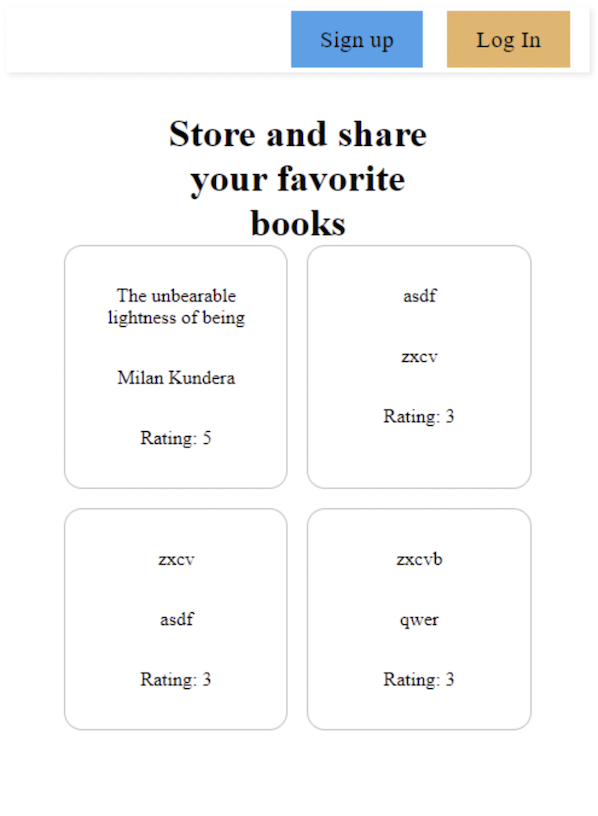 Sign up
Log In
Store and share
your favorite
books
The unbearable
lightness of being
Milan Kundera
Rating: 5
asdf
zxcv
Rating: 3
zxcv
asdf
Rating: 3
zxcvb
qwer
Rating: 3